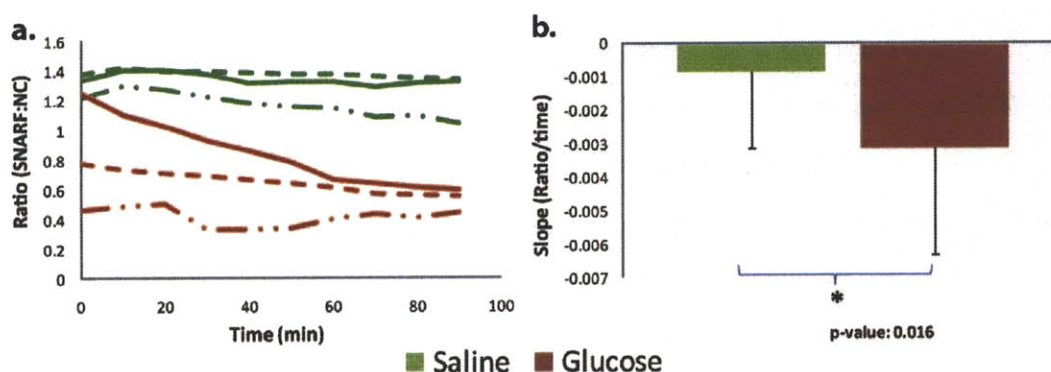 a.
1.6
1.4
1.2
1
0.8
0.6
0.4
0.2
0
Ratio (SNARF:NC)
0 20 40 60 80 100
Time (min)
b.
0
-0.001
-0.002
-0.003
-0.004
-0.005
-0.006
-0.007
Slope (Ratio/time)
*
p-value: 0.016
Saline Glucose